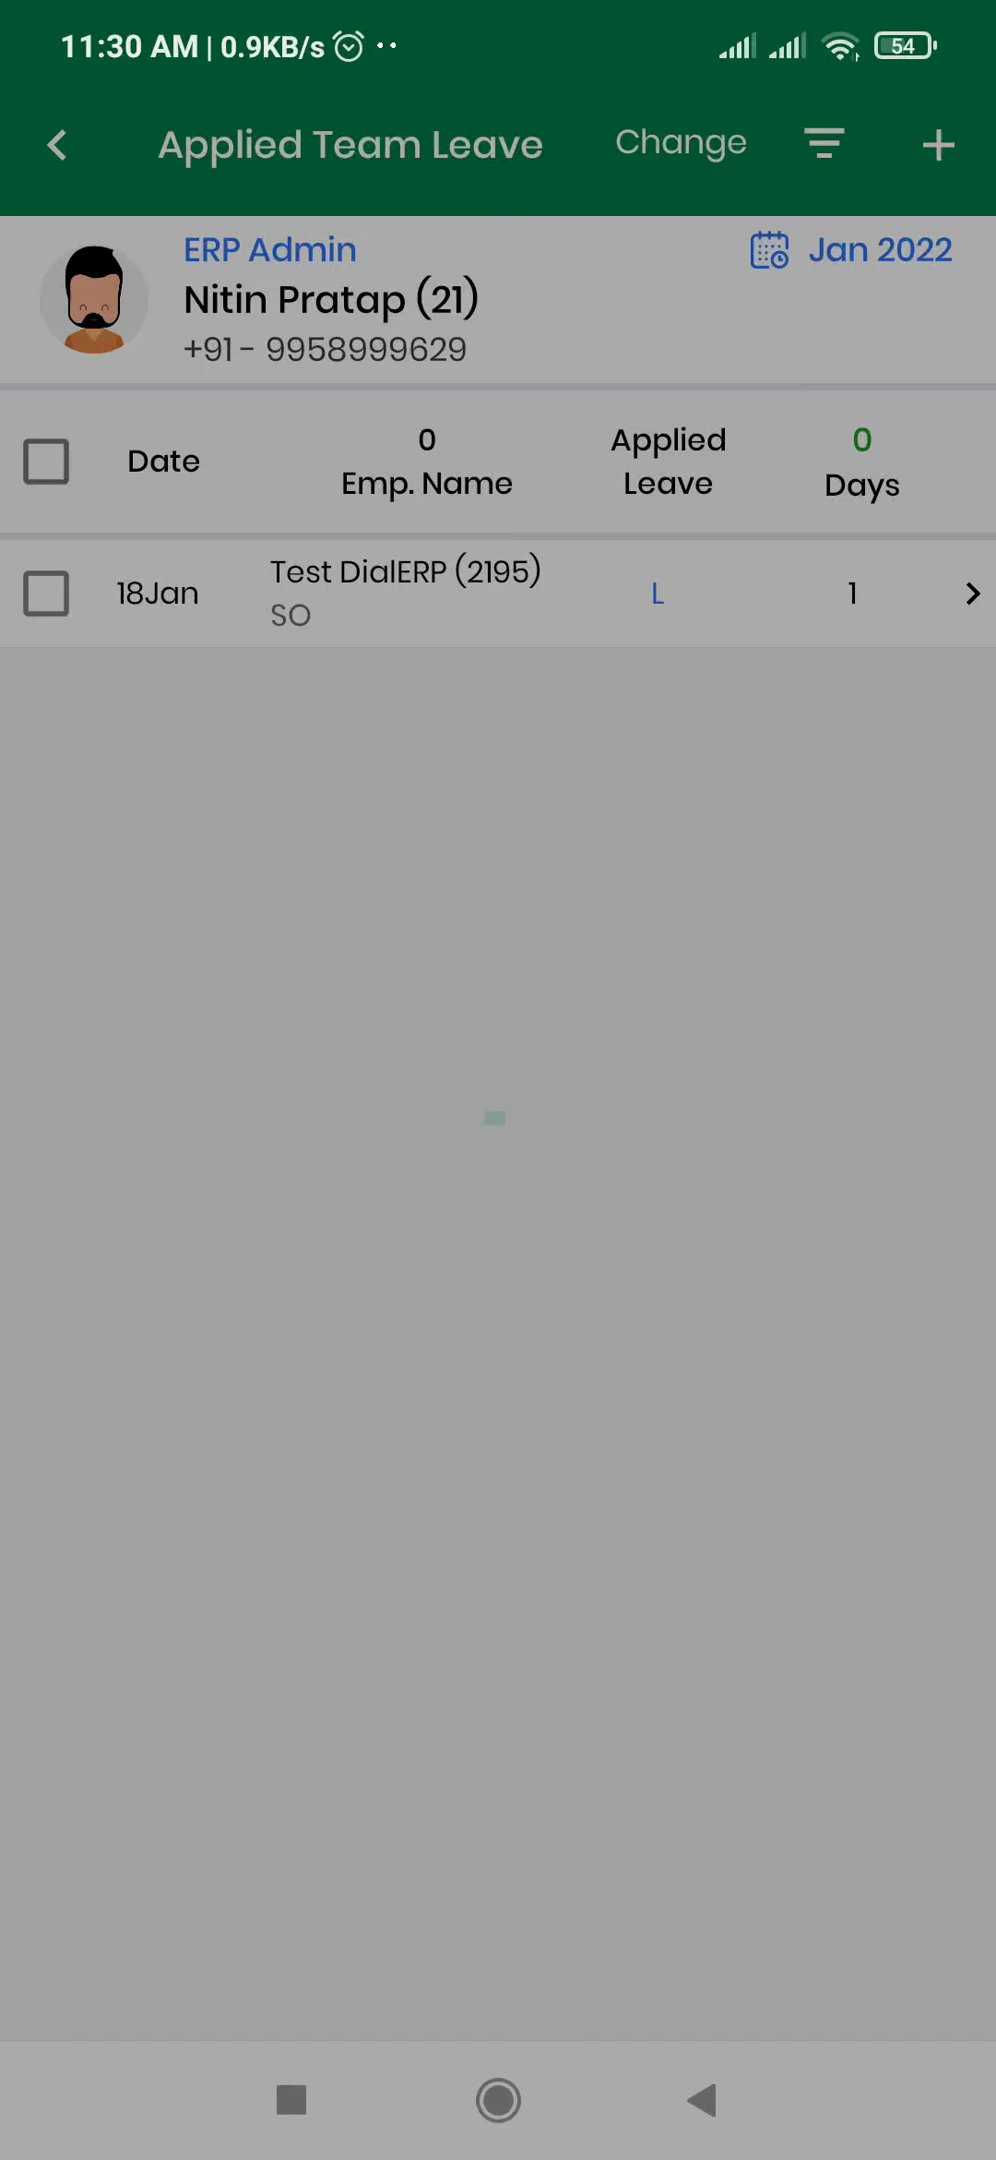 11:30 AM | 0.9KB/s
54
Applied Team Leave
Change
ERP Admin
Jan 2022
Nitin Pratap (21)
+91 - 9958999629
Date
0
Emp. Name
Applied
Leave
0
Days
18Jan
Test DialERP (2195)
SO
L
1